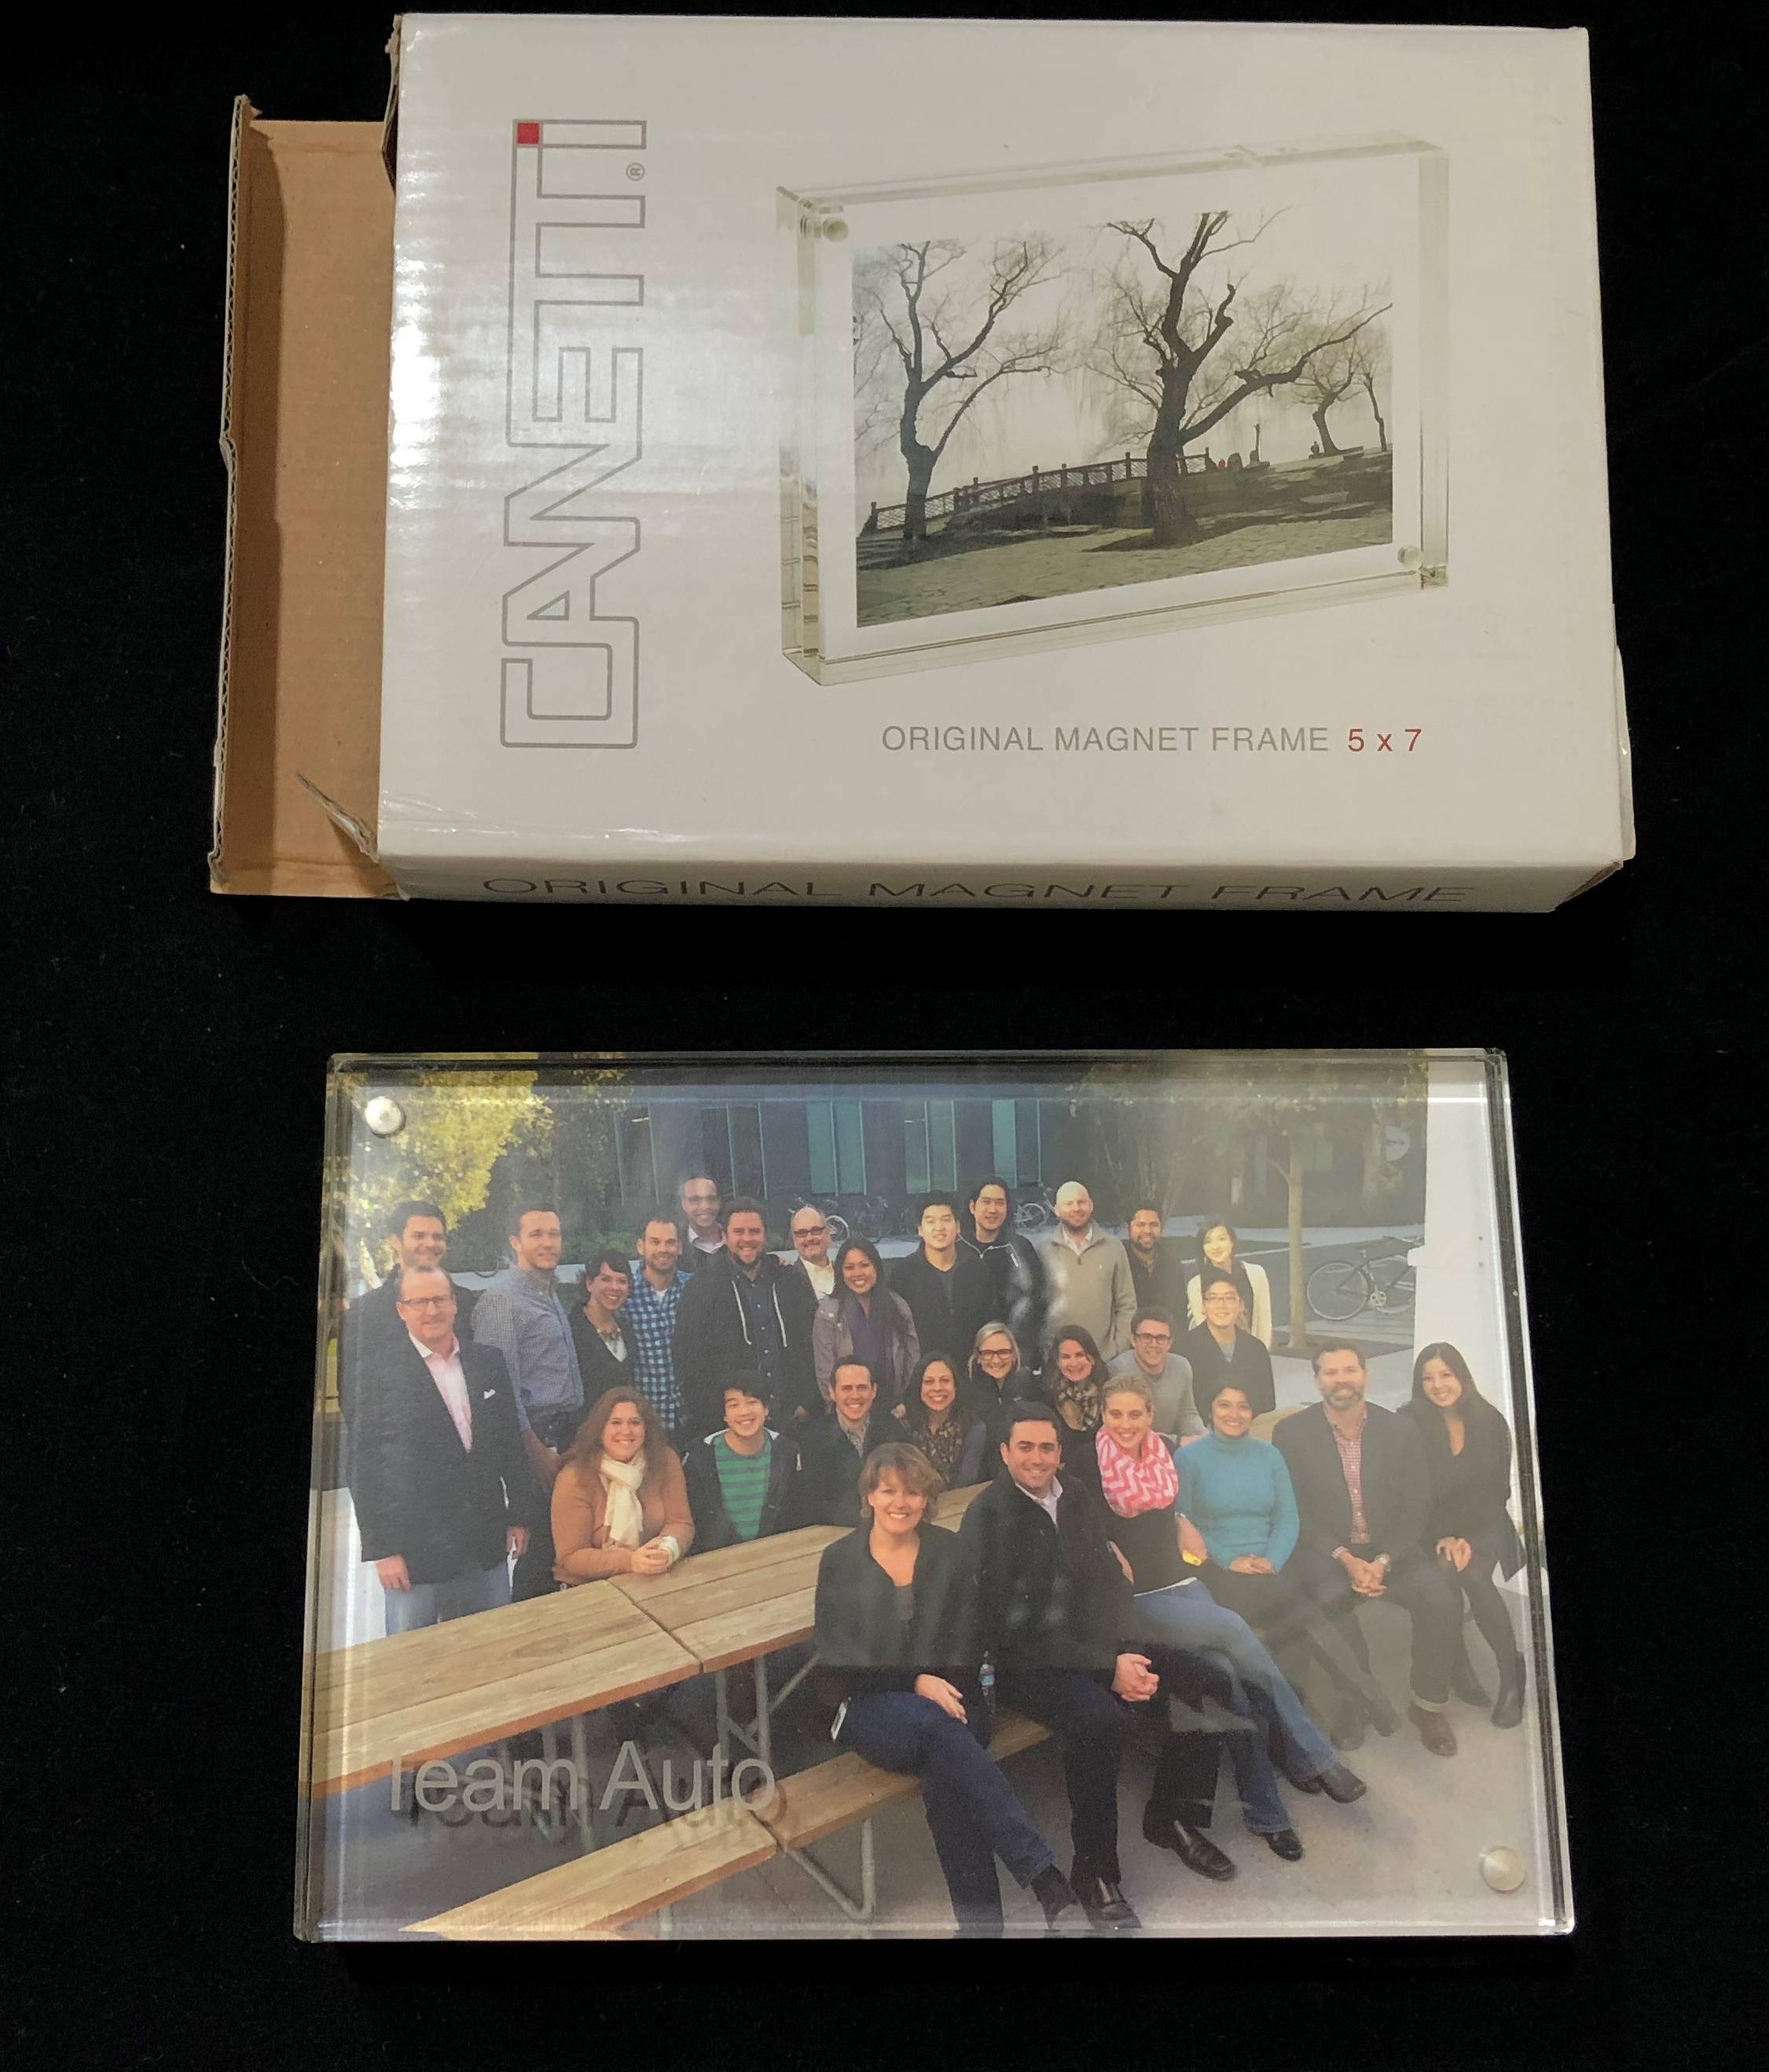 CANETTI®
ORIGINAL MAGNET FRAME 5 x 7
ORIGINAL MAGNET FRAME
Team Auto